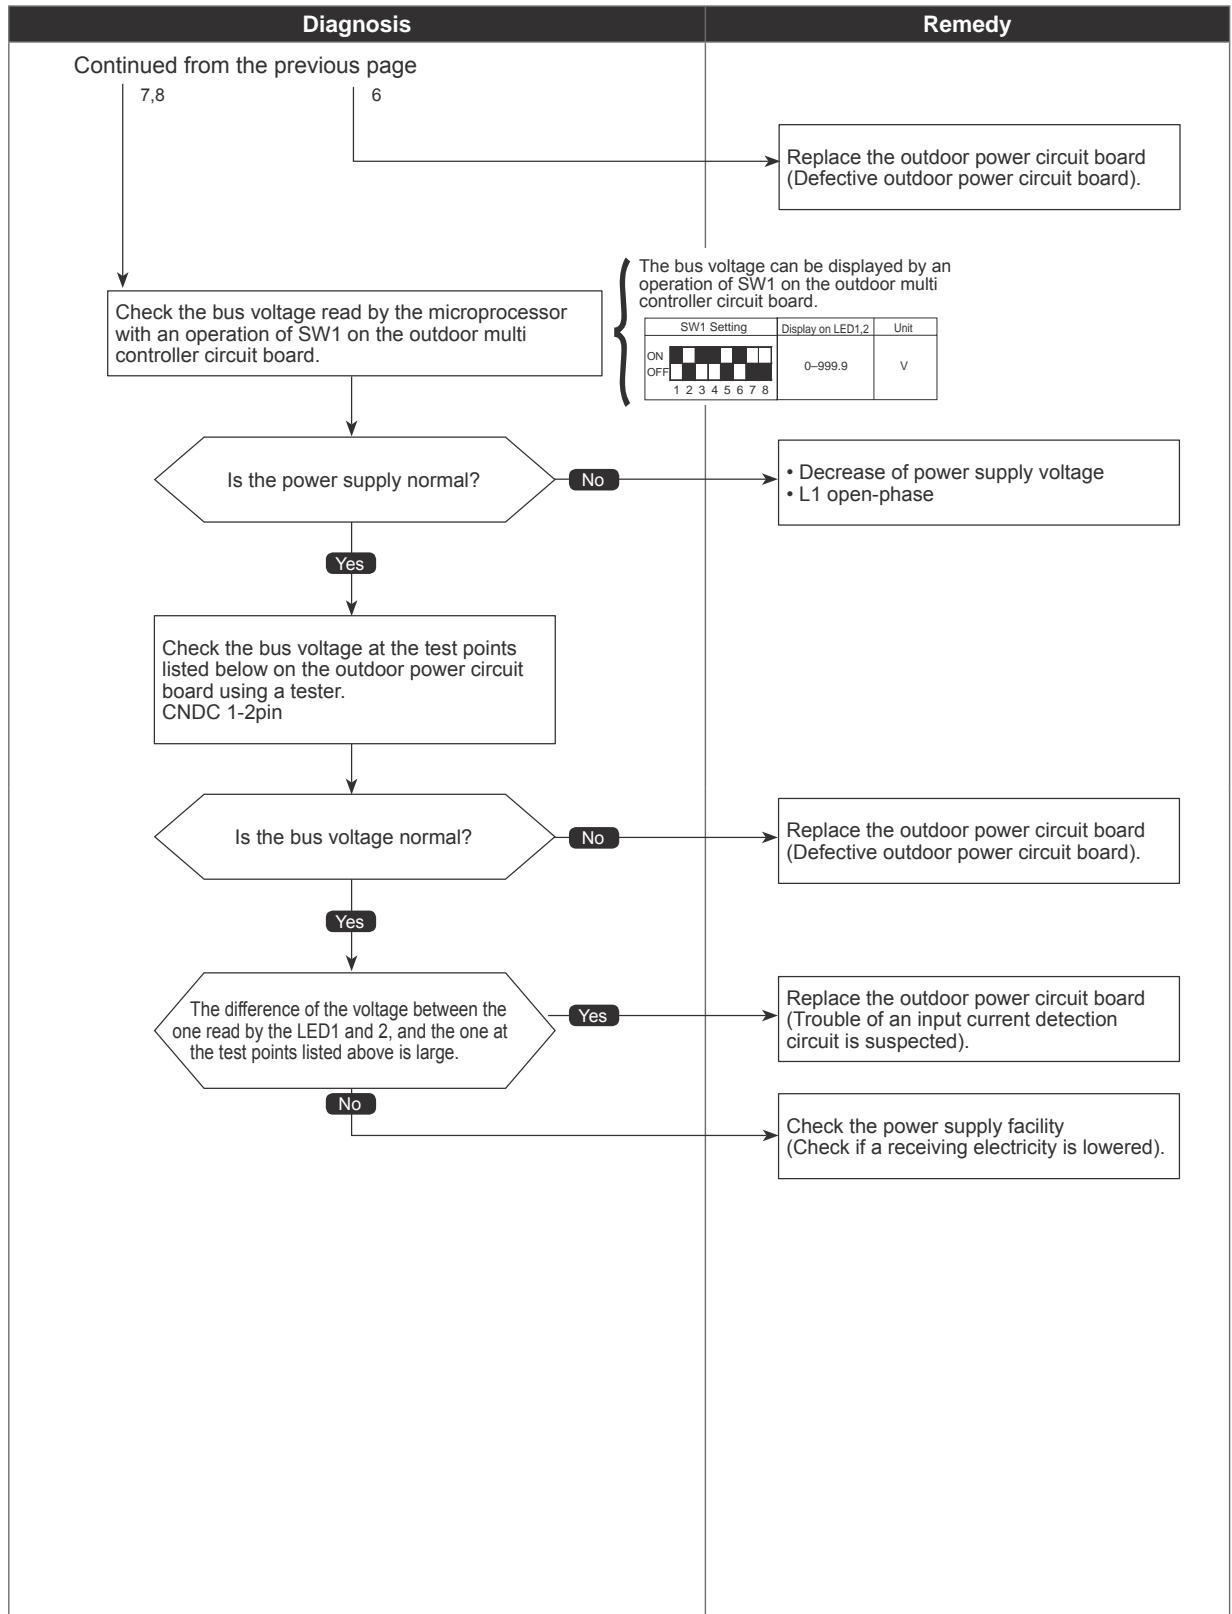 Diagnosis
Remedy
Continued from the previous page
7,8
6
Replace the outdoor power circuit board
(Defective outdoor power circuit board).
Check the bus voltage read by the microprocessor
with an operation of SW1 on the outdoor multi
controller circuit board.
The bus voltage can be displayed by an
operation of SW1 on the outdoor multi
controller circuit board.
SW1 Setting
Display on LED1,2
Unit
ON
OFF
1 2 3 4 5 6 7 8
0–999.9
V
Is the power supply normal?
No
• Decrease of power supply voltage
• L1 open-phase
Yes
Check the bus voltage at the test points
listed below on the outdoor power circuit
board using a tester.
CNDC 1-2pin
Is the bus voltage normal?
No
Replace the outdoor power circuit board
(Defective outdoor power circuit board).
Yes
The difference of the voltage between the
one read by the LED1 and 2, and the one at
the test points listed above is large.
Yes
Replace the outdoor power circuit board
(Trouble of an input current detection
circuit is suspected).
No
Check the power supply facility
(Check if a receiving electricity is lowered).